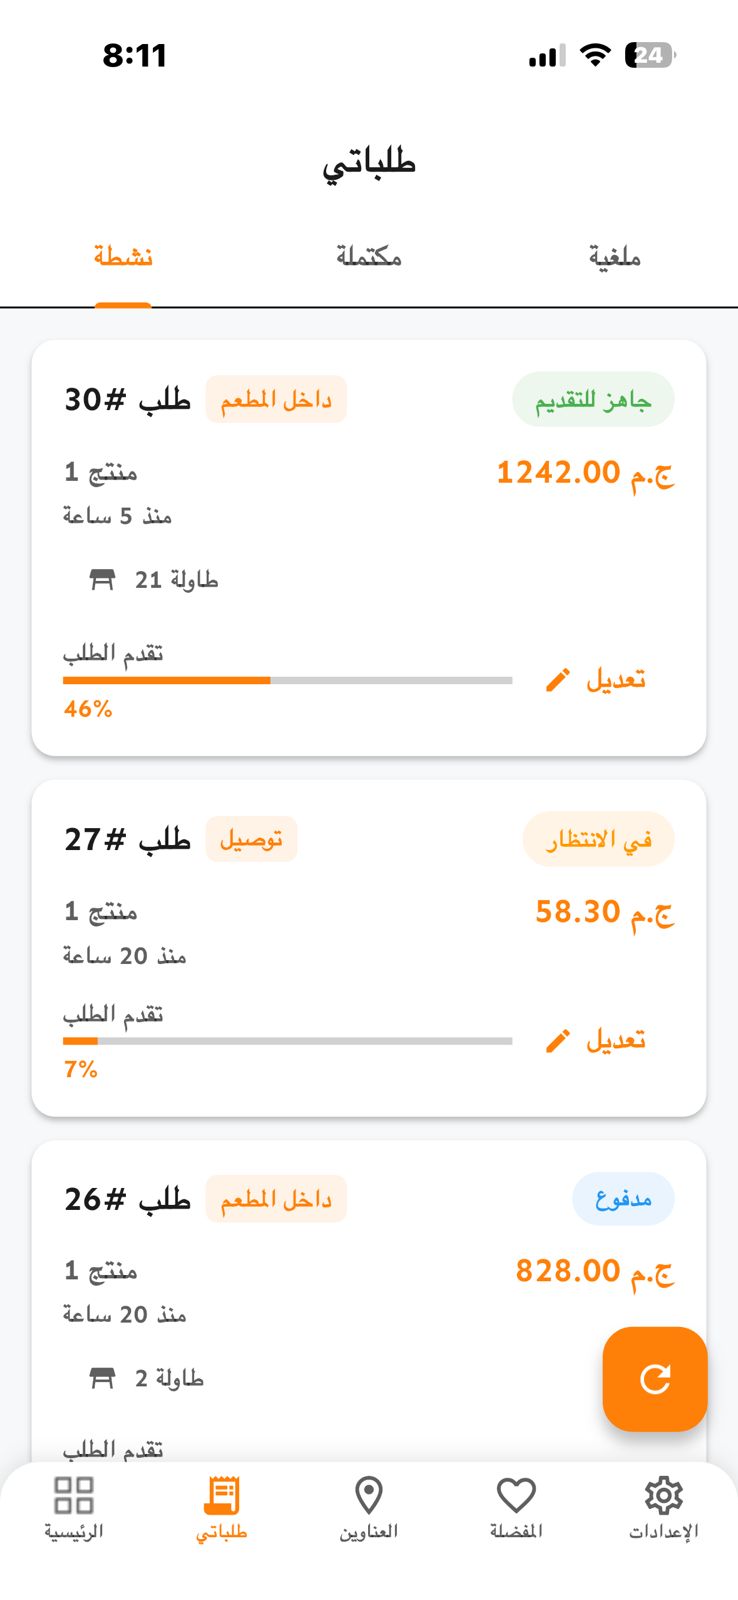 8:11
24
طلباتي
نشطة
مكتملة
ملغية
طلب #30
داخل المطعم
جاهز للتقديم
1 منتج
ج.م 1242.00
منذ 5 ساعة
طاولة 21
تقدم الطلب
تعديل
46%
طلب #27
توصيل
في الانتظار
1 منتج
ج.م 58.30
منذ 20 ساعة
تقدم الطلب
تعديل
7%
طلب #26
داخل المطعم
مدفوع
1 منتج
ج.م 828.00
منذ 20 ساعة
طاولة 2
تقدم الطلب
الرئيسية
طلباتي
العناوين
المفضلة
الإعدادات